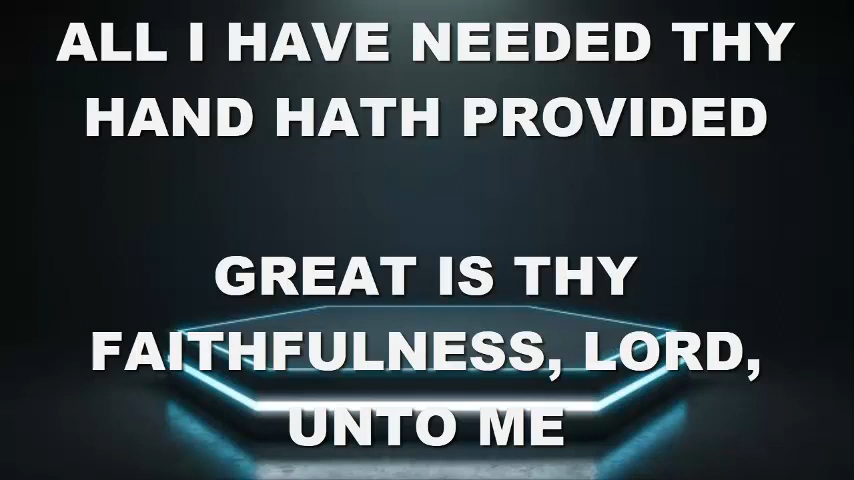 ALL I HAVE NEEDED THY
HAND HATH PROVIDED
GREAT IS THY
FAITHFULNESS, LORD,
UNTO ME